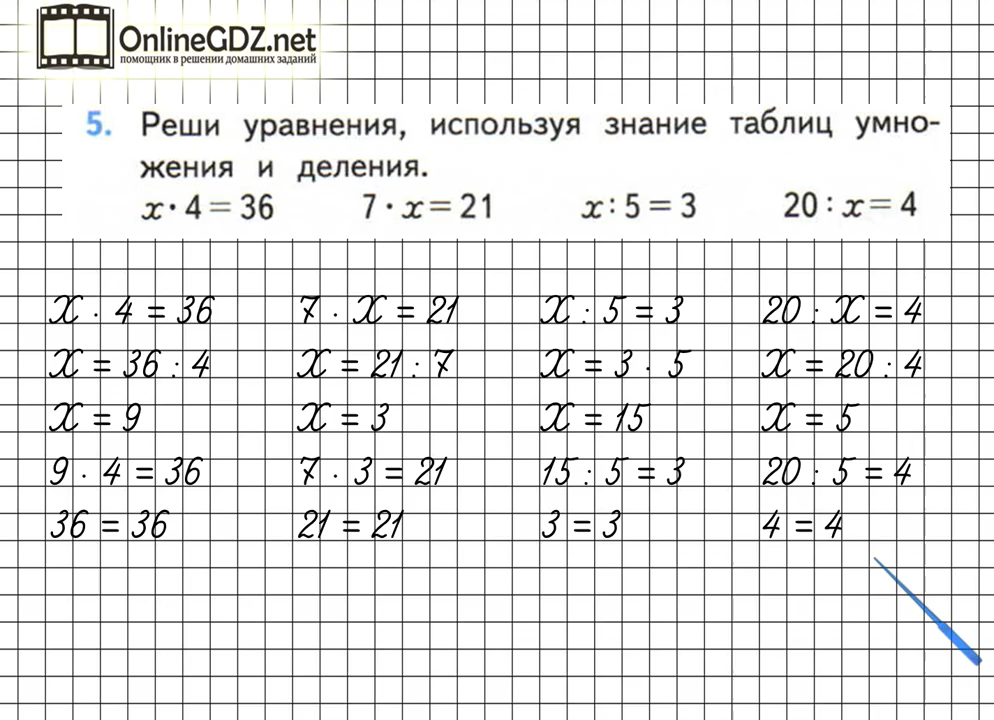 OnlineGDZ.net
помощник в решении домашних заданий
5. Реши уравнения, используя знание таблиц умно-
жения и деления.
x · 4 = 36 7 · x = 21 x : 5 = 3 20 : x = 4
X · 4 = 36 7 · X = 21 X : 5 = 3 20 : X = 4
X = 36 : 4 X = 21 : 7 X = 3 · 5 X = 20 : 4
X = 9 X = 3 X = 15 X = 5
9 · 4 = 36 7 · 3 = 21 15 : 5 = 3 20 : 5 = 4
36 = 36 21 = 21 3 = 3 4 = 4